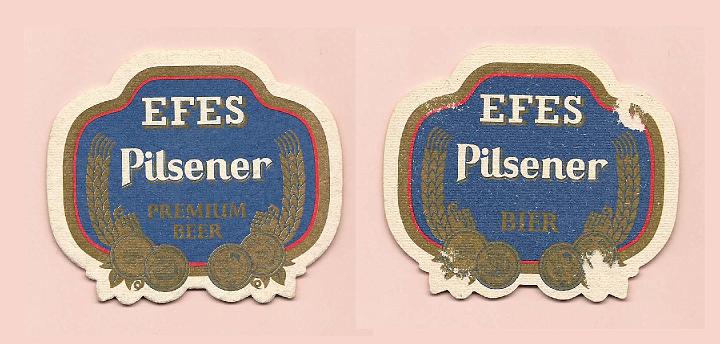 EFES
Pilsener
PREMIUM
BEER
EFES
Pilsener
BIER